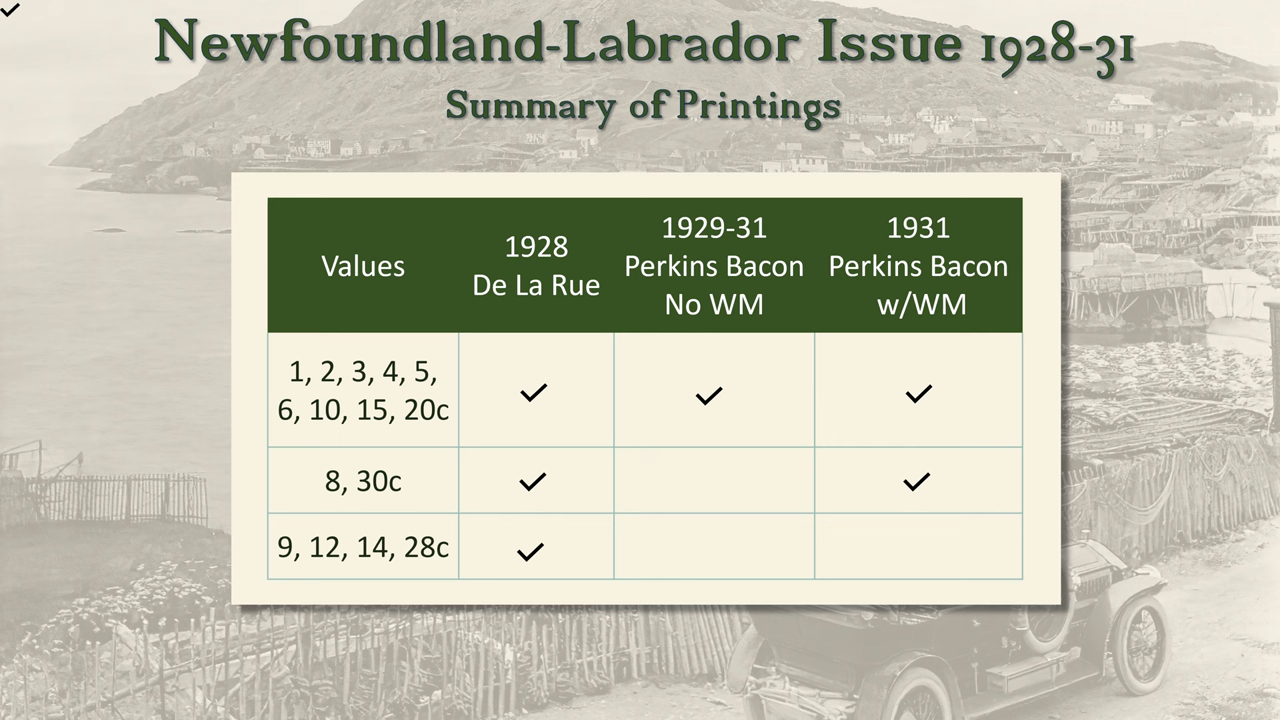 Newfoundland-Labrador Issue 1928-31
Summary of Printings
Values
1928
De La Rue
1929-31
Perkins Bacon
No WM
1931
Perkins Bacon
w/WM
1, 2, 3, 4, 5,
6, 10, 15, 20c
✓ ✓ ✓
8, 30c ✓ ✓
9, 12, 14, 28c ✓